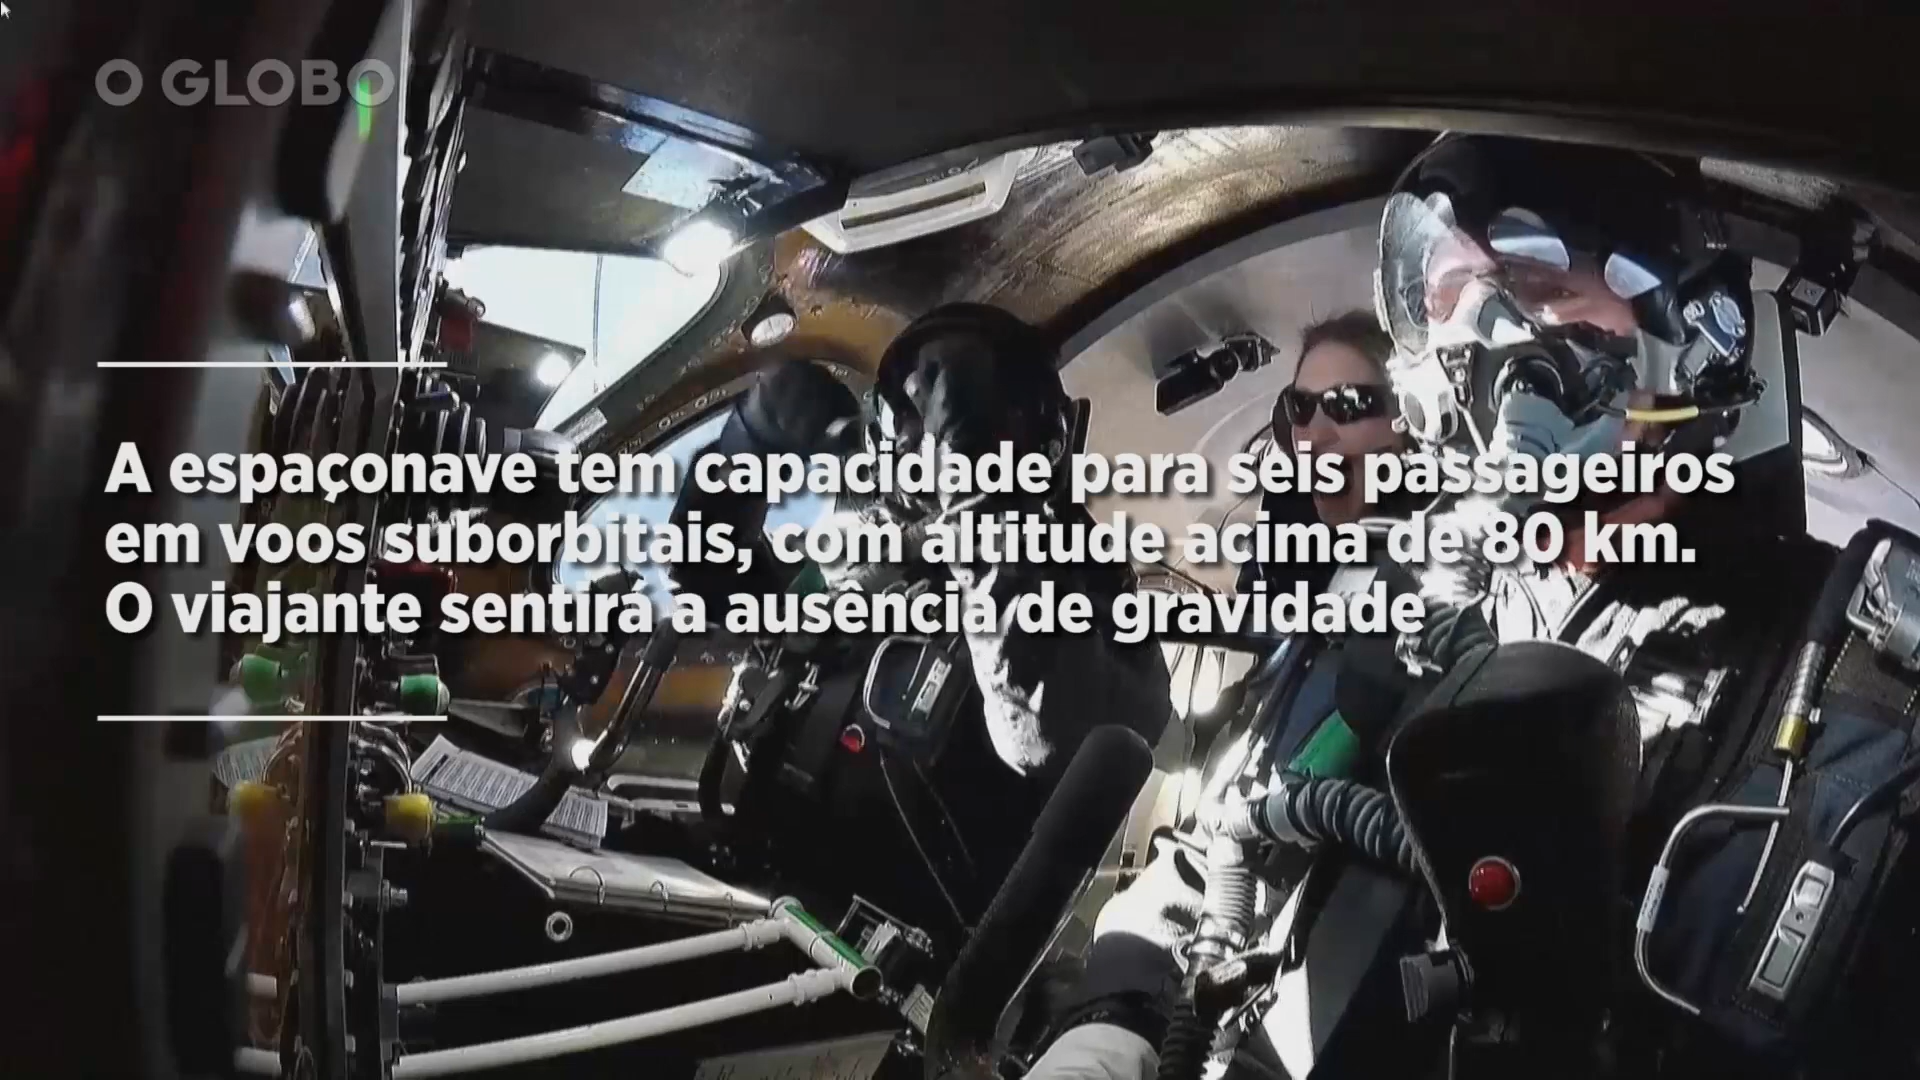 O GLOBO
A espaçonave tem capacidade para seis passageiros
em voos suborbitais, com altitude acima de 80 km.
O viajante sentirá a ausência de gravidade